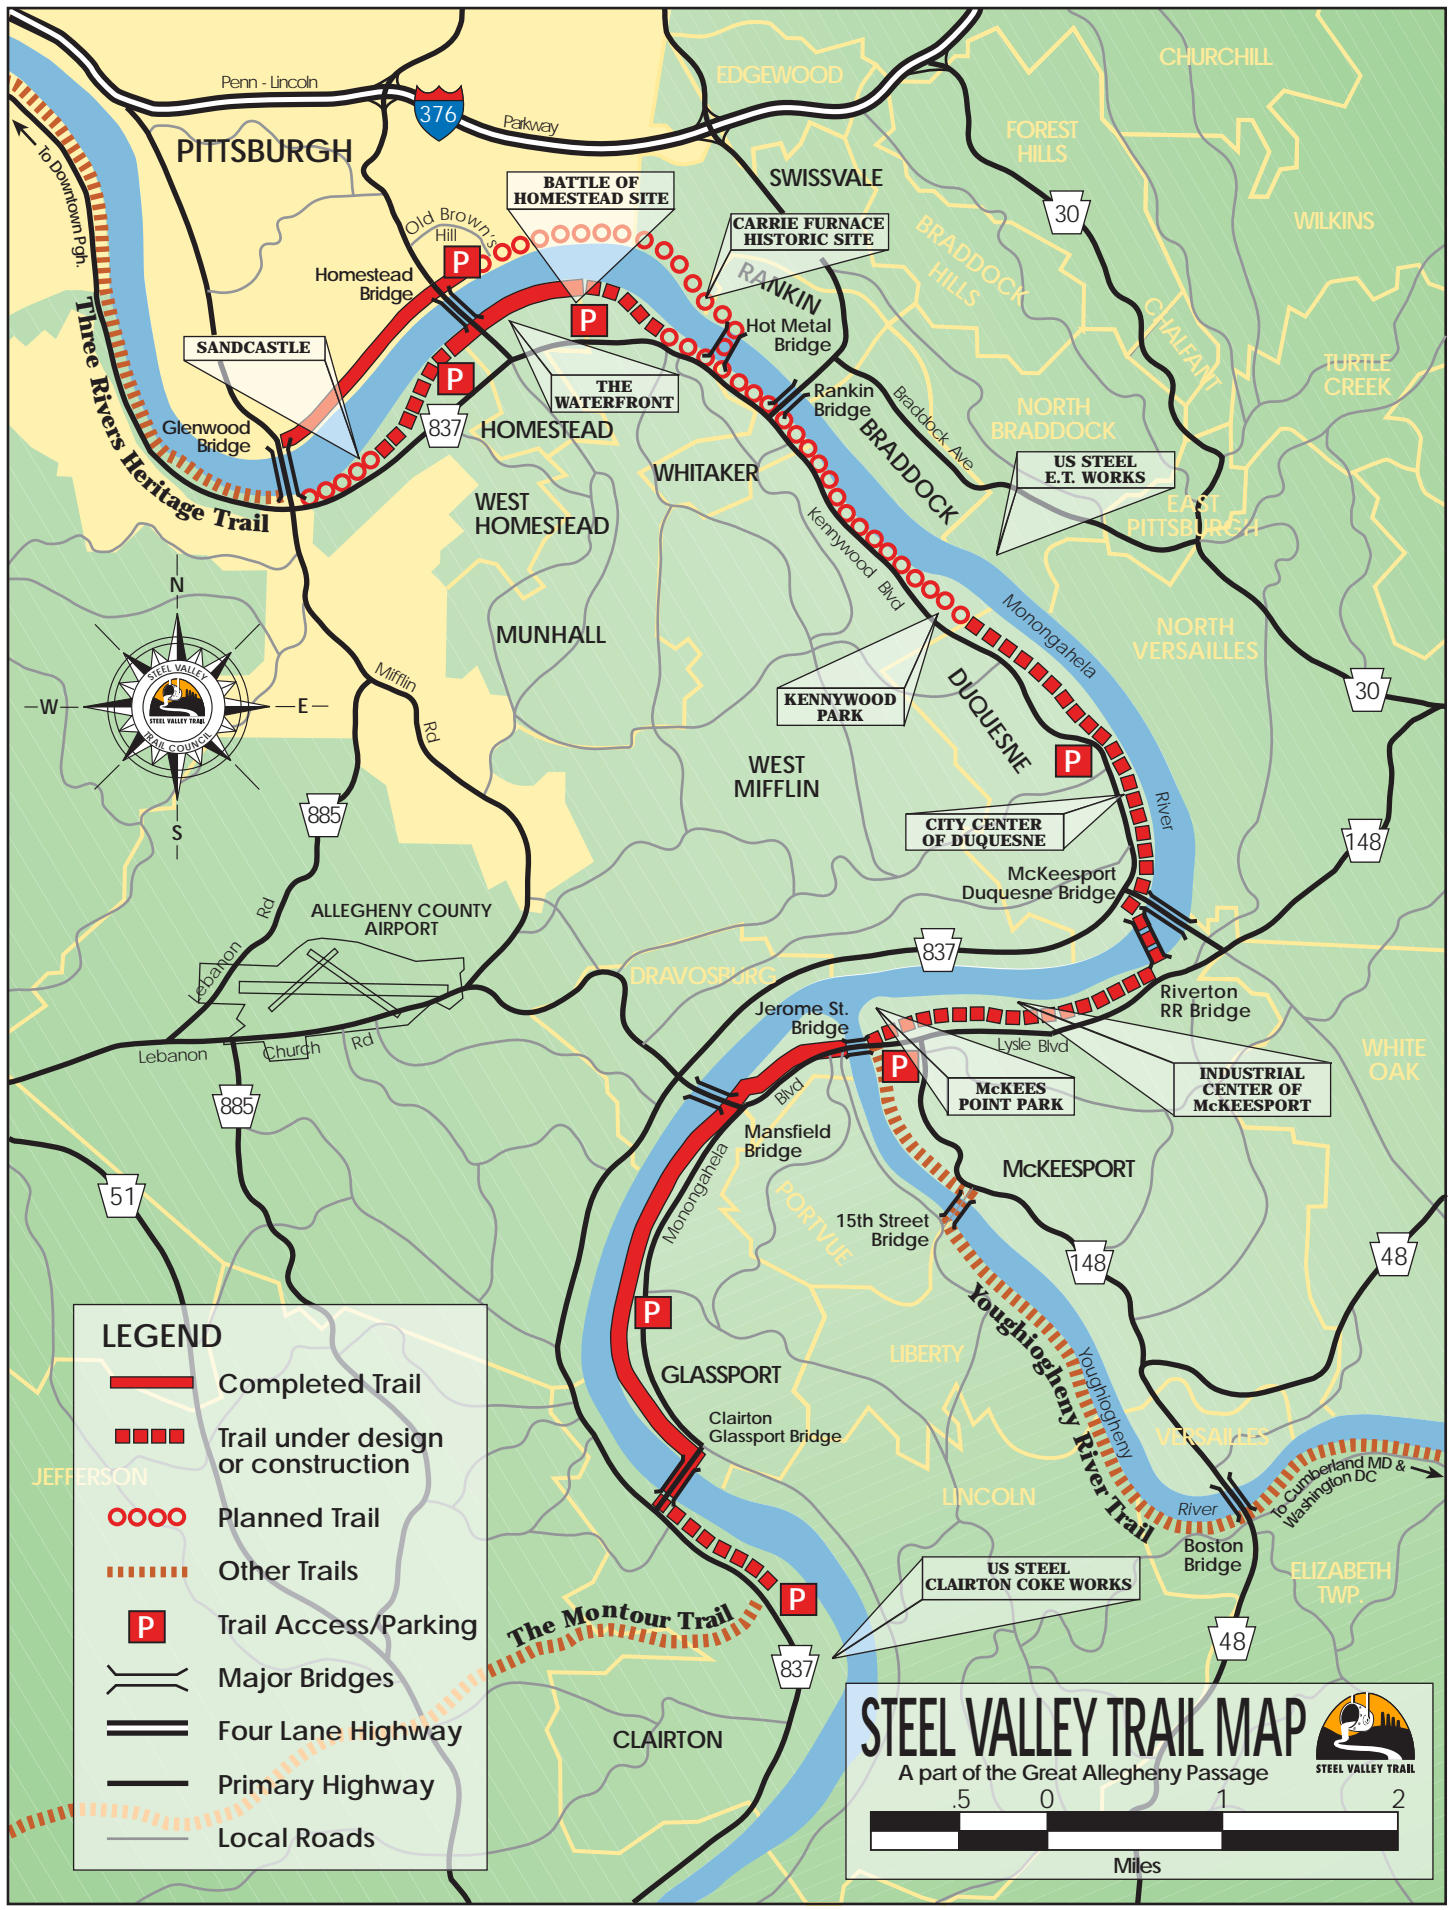 CHURCHILL
EDGEWOOD
Penn - Lincoln
376
Parkway
FOREST
HILLS
PITTSBURGH
To Downtown Pgh.
SWISSVALE
BATTLE OF
HOMESTEAD SITE
30
WILKINS
Old Brown's
Hill
CARRIE FURNACE
HISTORIC SITE
BRADDOCK
HILLS
P
Homestead
Bridge
RANKIN
P
Hot Metal
Bridge
CHALFANT
SANDCASTLE
Three Rivers Heritage Trail
P
THE
WATERFRONT
TURTLE
CREEK
Rankin
Bridge
Braddock Ave
NORTH
BRADDOCK
Glenwood
Bridge
837
HOMESTEAD
BRADDOCK
WHITAKER
US STEEL
E.T. WORKS
WEST
HOMESTEAD
EAST
PITTSBURGH
Kennywood Blvd
N
W
E
S
STEEL VALLEY
STEEL VALLEY TRAIL
TRAIL COUNCIL
MUNHALL
Monongahela
NORTH
VERSAILLES
Mifflin
Rd
KENNYWOOD
PARK
DUQUESNE
30
WEST
MIFFLIN
P
River
885
CITY CENTER
OF DUQUESNE
148
McKeesport
Duquesne Bridge
Rd
ALLEGHENY COUNTY
AIRPORT
837
Lebanon
DRAVOSBURG
Riverton
RR Bridge
Jerome St.
Bridge
Lebanon
Church
Rd
Lysle Blvd
WHITE
OAK
P
INDUSTRIAL
CENTER OF
McKEESPORT
McKEES
POINT PARK
Blvd
885
Mansfield
Bridge
Monongahela
McKEESPORT
51
PORTVUE
15th Street
Bridge
148
48
P
Youghiogheny River Trail
LIBERTY
Youghiogheny
GLASSPORT
Clairton
Glassport Bridge
VERSAILLES
JEFFERSON
LINCOLN
To Cumberland MD &
Washington DC
River
Boston
Bridge
US STEEL
CLAIRTON COKE WORKS
ELIZABETH
TWP.
P
The Montour Trail
48
837
CLAIRTON
LEGEND
Completed Trail
Trail under design
or construction
Planned Trail
Other Trails
P
Trail Access/Parking
Major Bridges
Four Lane Highway
Primary Highway
Local Roads
STEEL VALLEY TRAIL MAP
STEEL VALLEY TRAIL
A part of the Great Allegheny Passage
.5 0 1 2
Miles